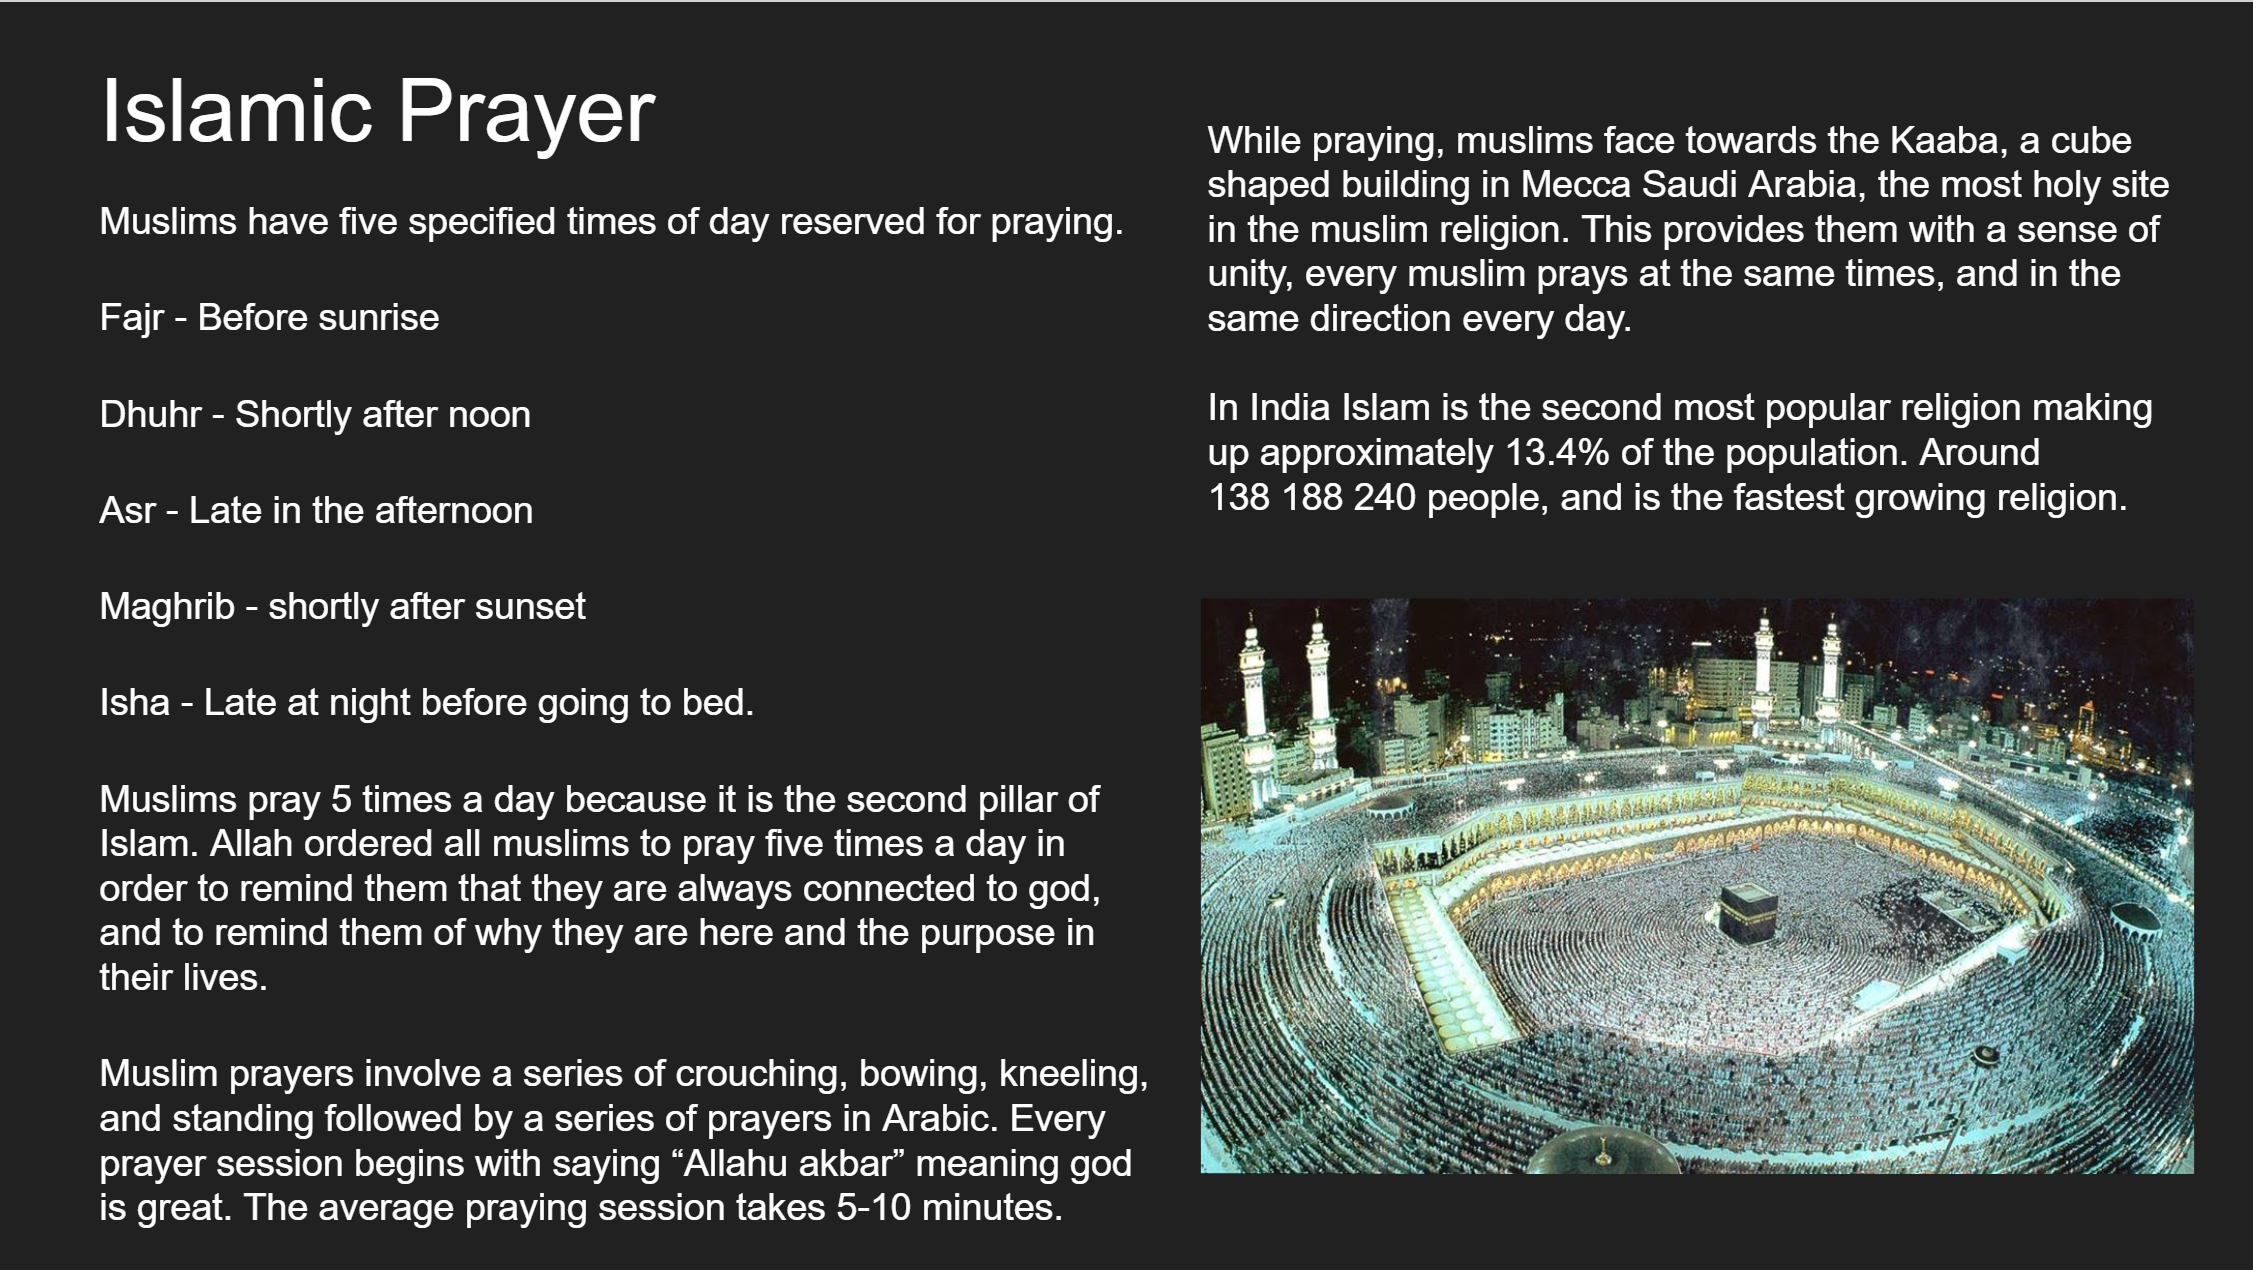 Islamic Prayer
Muslims have five specified times of day reserved for praying.
Fajr - Before sunrise
Dhuhr - Shortly after noon
Asr - Late in the afternoon
Maghrib - shortly after sunset
Isha - Late at night before going to bed.
Muslims pray 5 times a day because it is the second pillar of
Islam. Allah ordered all muslims to pray five times a day in
order to remind them that they are always connected to god,
and to remind them of why they are here and the purpose in
their lives.
Muslim prayers involve a series of crouching, bowing, kneeling,
and standing followed by a series of prayers in Arabic. Every
prayer session begins with saying “Allahu akbar” meaning god
is great. The average praying session takes 5-10 minutes.
While praying, muslims face towards the Kaaba, a cube
shaped building in Mecca Saudi Arabia, the most holy site
in the muslim religion. This provides them with a sense of
unity, every muslim prays at the same times, and in the
same direction every day.
In India Islam is the second most popular religion making
up approximately 13.4% of the population. Around
138 188 240 people, and is the fastest growing religion.